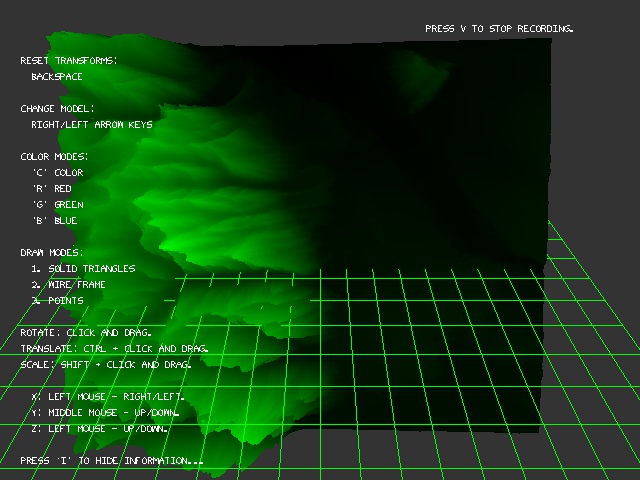 PRESS V TO STOP RECORDING.
RESET TRANSFORMS:
BACKSPACE
CHANGE MODEL:
RIGHT/LEFT ARROW KEYS
COLOR MODES:
'C' COLOR
'R' RED
'G' GREEN
'B' BLUE
DRAW MODES:
1. SOLID TRIANGLES
2. WIRE/FRAME
3. POINTS
ROTATE: CLICK AND DRAG.
TRANSLATE: CTRL + CLICK AND DRAG.
SCALE: SHIFT + CLICK AND DRAG.
X: LEFT MOUSE - RIGHT/LEFT.
Y: MIDDLE MOUSE - UP/DOWN.
Z: LEFT MOUSE - UP/DOWN.
PRESS 'I' TO HIDE INFORMATION...